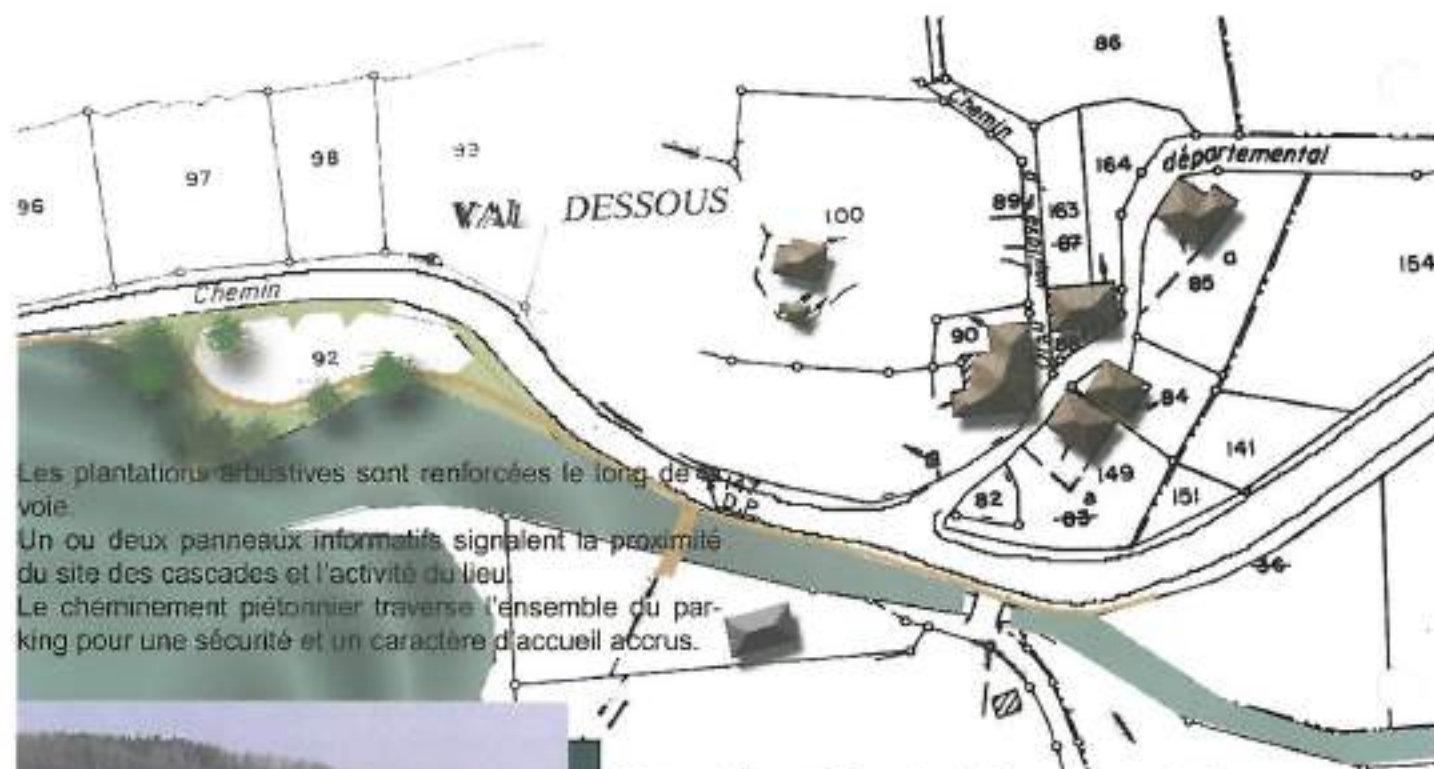 86
Chemin
départemental
164
98
93
97
96
VAL DESSOUS
100
89
163
87
154
a
85
Chemin
90
88
92
84
141
149
a
151
82
83
D.P
36
Les plantations arbustives sont renforcées le long de la
voie.
Un ou deux panneaux informatifs signalent la proximité
du site des cascades et l'activité du lieu.
Le cheminement piétonnier traverse l'ensemble du par-
king pour une sécurité et un caractère d'accueil accrus.